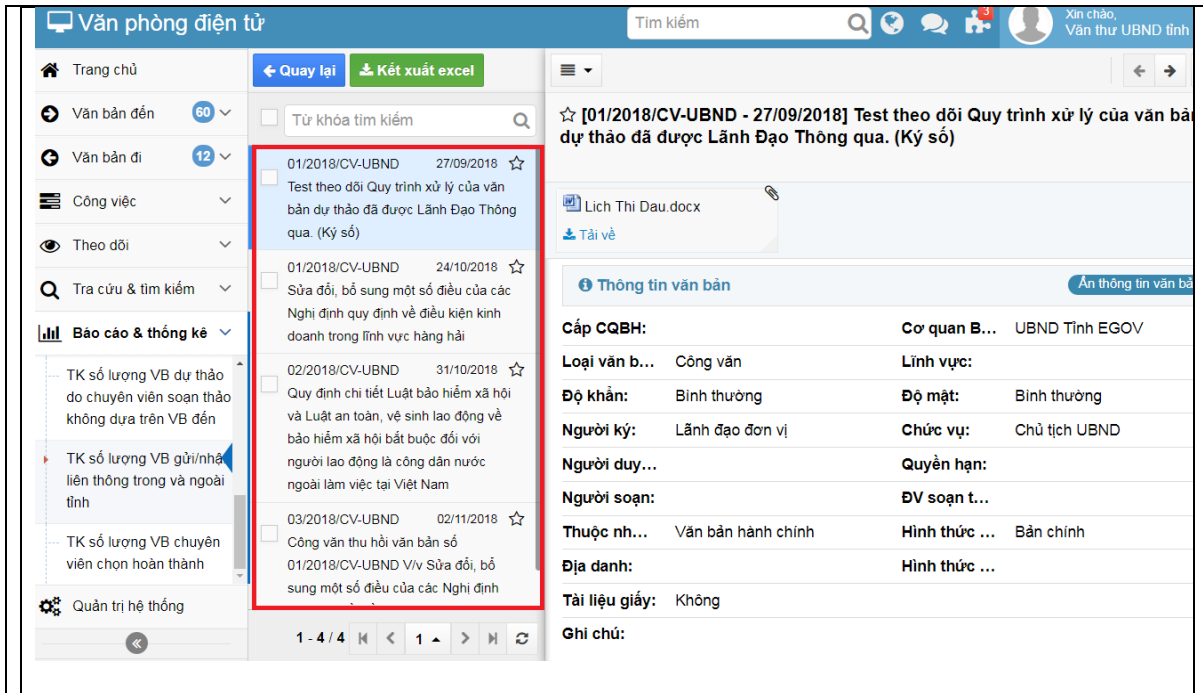 Văn phòng điện tử
Tìm kiếm
3
Xin chào,
Văn thư UBND tỉnh
Trang chủ
Văn bản đến 60
Văn bản đi 12
Công việc
Theo dõi
Tra cứu & tìm kiếm
Báo cáo & thống kê
TK số lượng VB dự thảo
do chuyên viên soạn thảo
không dựa trên VB đến
TK số lượng VB gửi/nhậ
liên thông trong và ngoài
tỉnh
TK số lượng VB chuyên
viên chọn hoàn thành
Quản trị hệ thống
Quay lại
Kết xuất excel
Từ khóa tìm kiếm
01/2018/CV-UBND 27/09/2018
Test theo dõi Quy trình xử lý của văn
bản dự thảo đã được Lãnh Đạo Thông
qua. (Ký số)
01/2018/CV-UBND 24/10/2018
Sửa đổi, bổ sung một số điều của các
Nghị định quy định về điều kiện kinh
doanh trong lĩnh vực hàng hải
02/2018/CV-UBND 31/10/2018
Quy định chi tiết Luật bảo hiểm xã hội
và Luật an toàn, vệ sinh lao động về
bảo hiểm xã hội bắt buộc đối với
người lao động là công dân nước
ngoài làm việc tại Việt Nam
03/2018/CV-UBND 02/11/2018
Công văn thu hồi văn bản số
01/2018/CV-UBND V/v Sửa đổi, bổ
sung một số điều của các Nghị định
1 - 4 / 4 1
[01/2018/CV-UBND - 27/09/2018] Test theo dõi Quy trình xử lý của văn bả
dự thảo đã được Lãnh Đạo Thông qua. (Ký số)
Lich Thi Dau.docx
Tải về
Thông tin văn bản
Ẩn thông tin văn bả
Cấp CQBH: Cơ quan B... UBND Tỉnh EGOV
Loại văn b... Công văn Lĩnh vực:
Độ khẩn: Bình thường Độ mật: Bình thường
Người ký: Lãnh đạo đơn vị Chức vụ: Chủ tịch UBND
Người duy... Quyền hạn:
Người soạn: ĐV soạn t...
Thuộc nh... Văn bản hành chính Hình thức ... Bản chính
Địa danh: Hình thức ...
Tài liệu giấy: Không
Ghi chú: